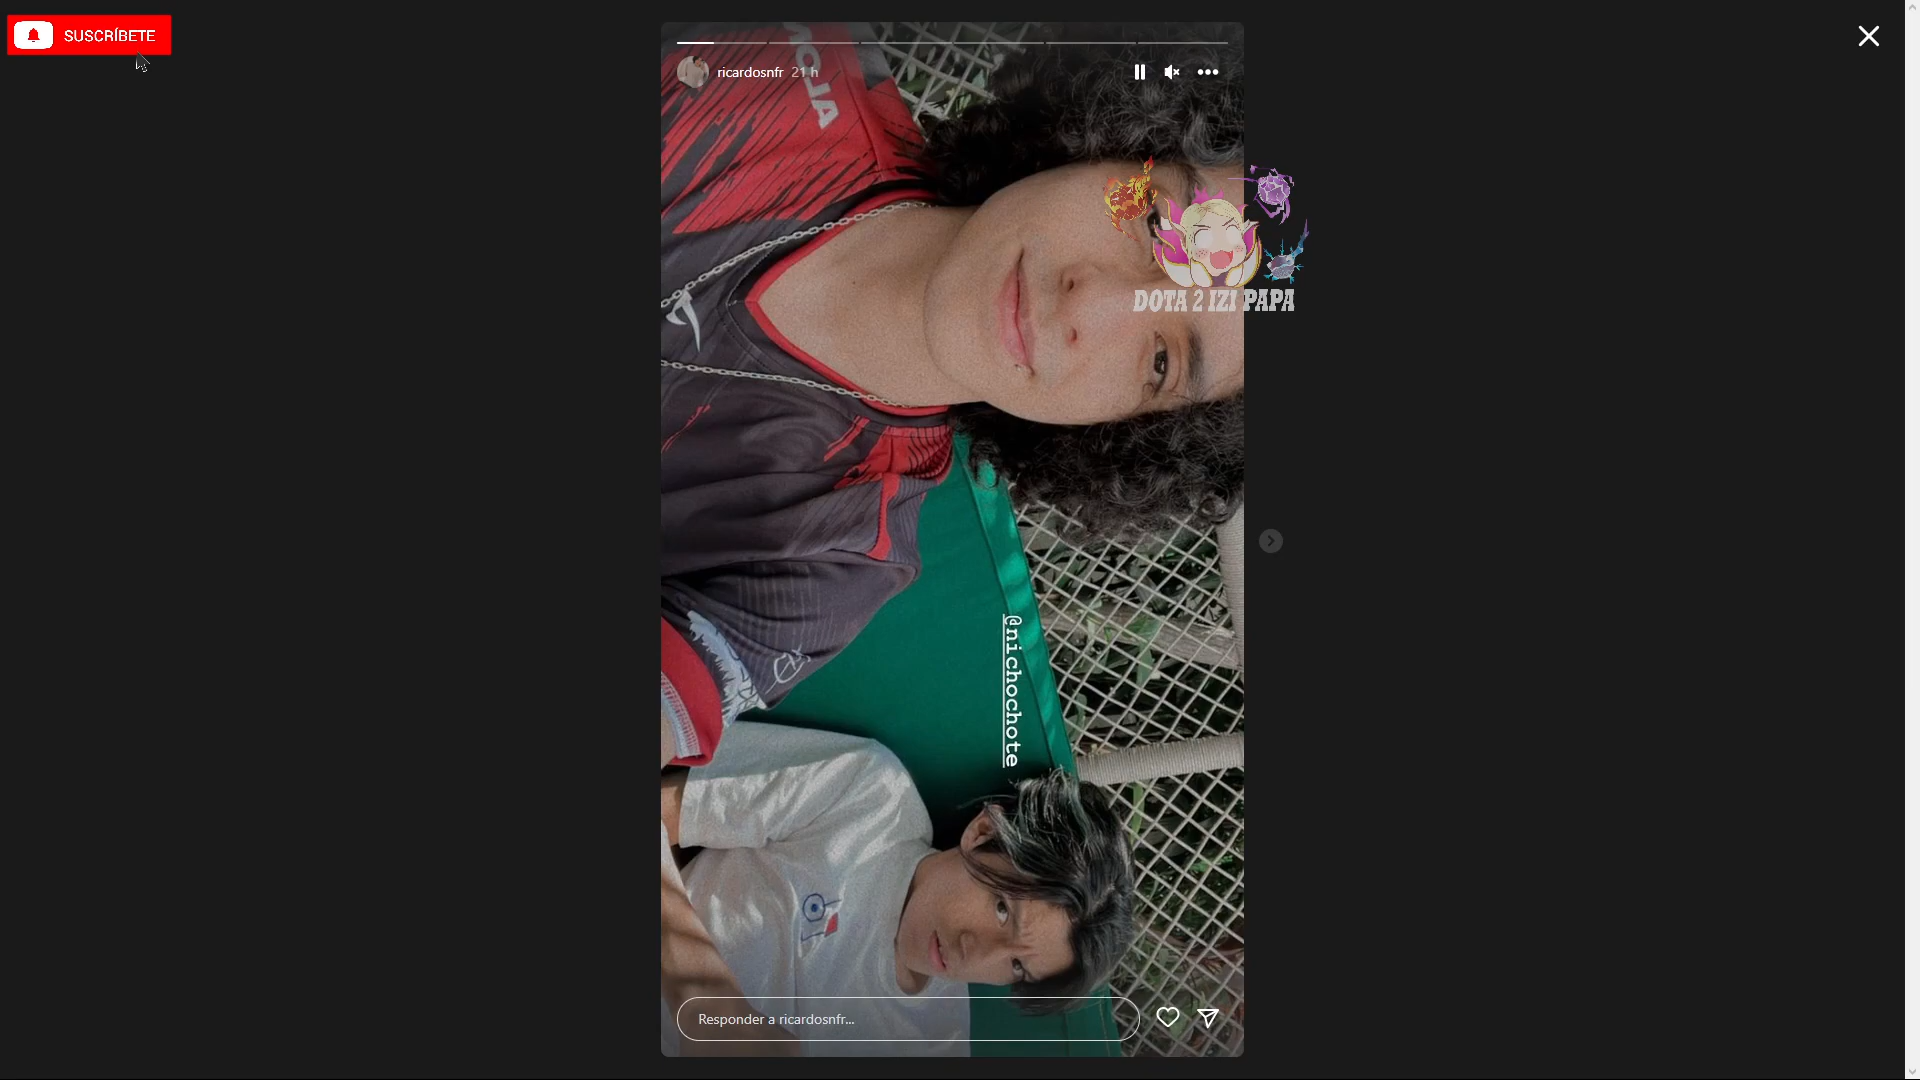 SUSCRÍBETE
ricardosnfr 21 h
DOTA 2 IZI PAPA
@nichochote
Responder a ricardosnfr...